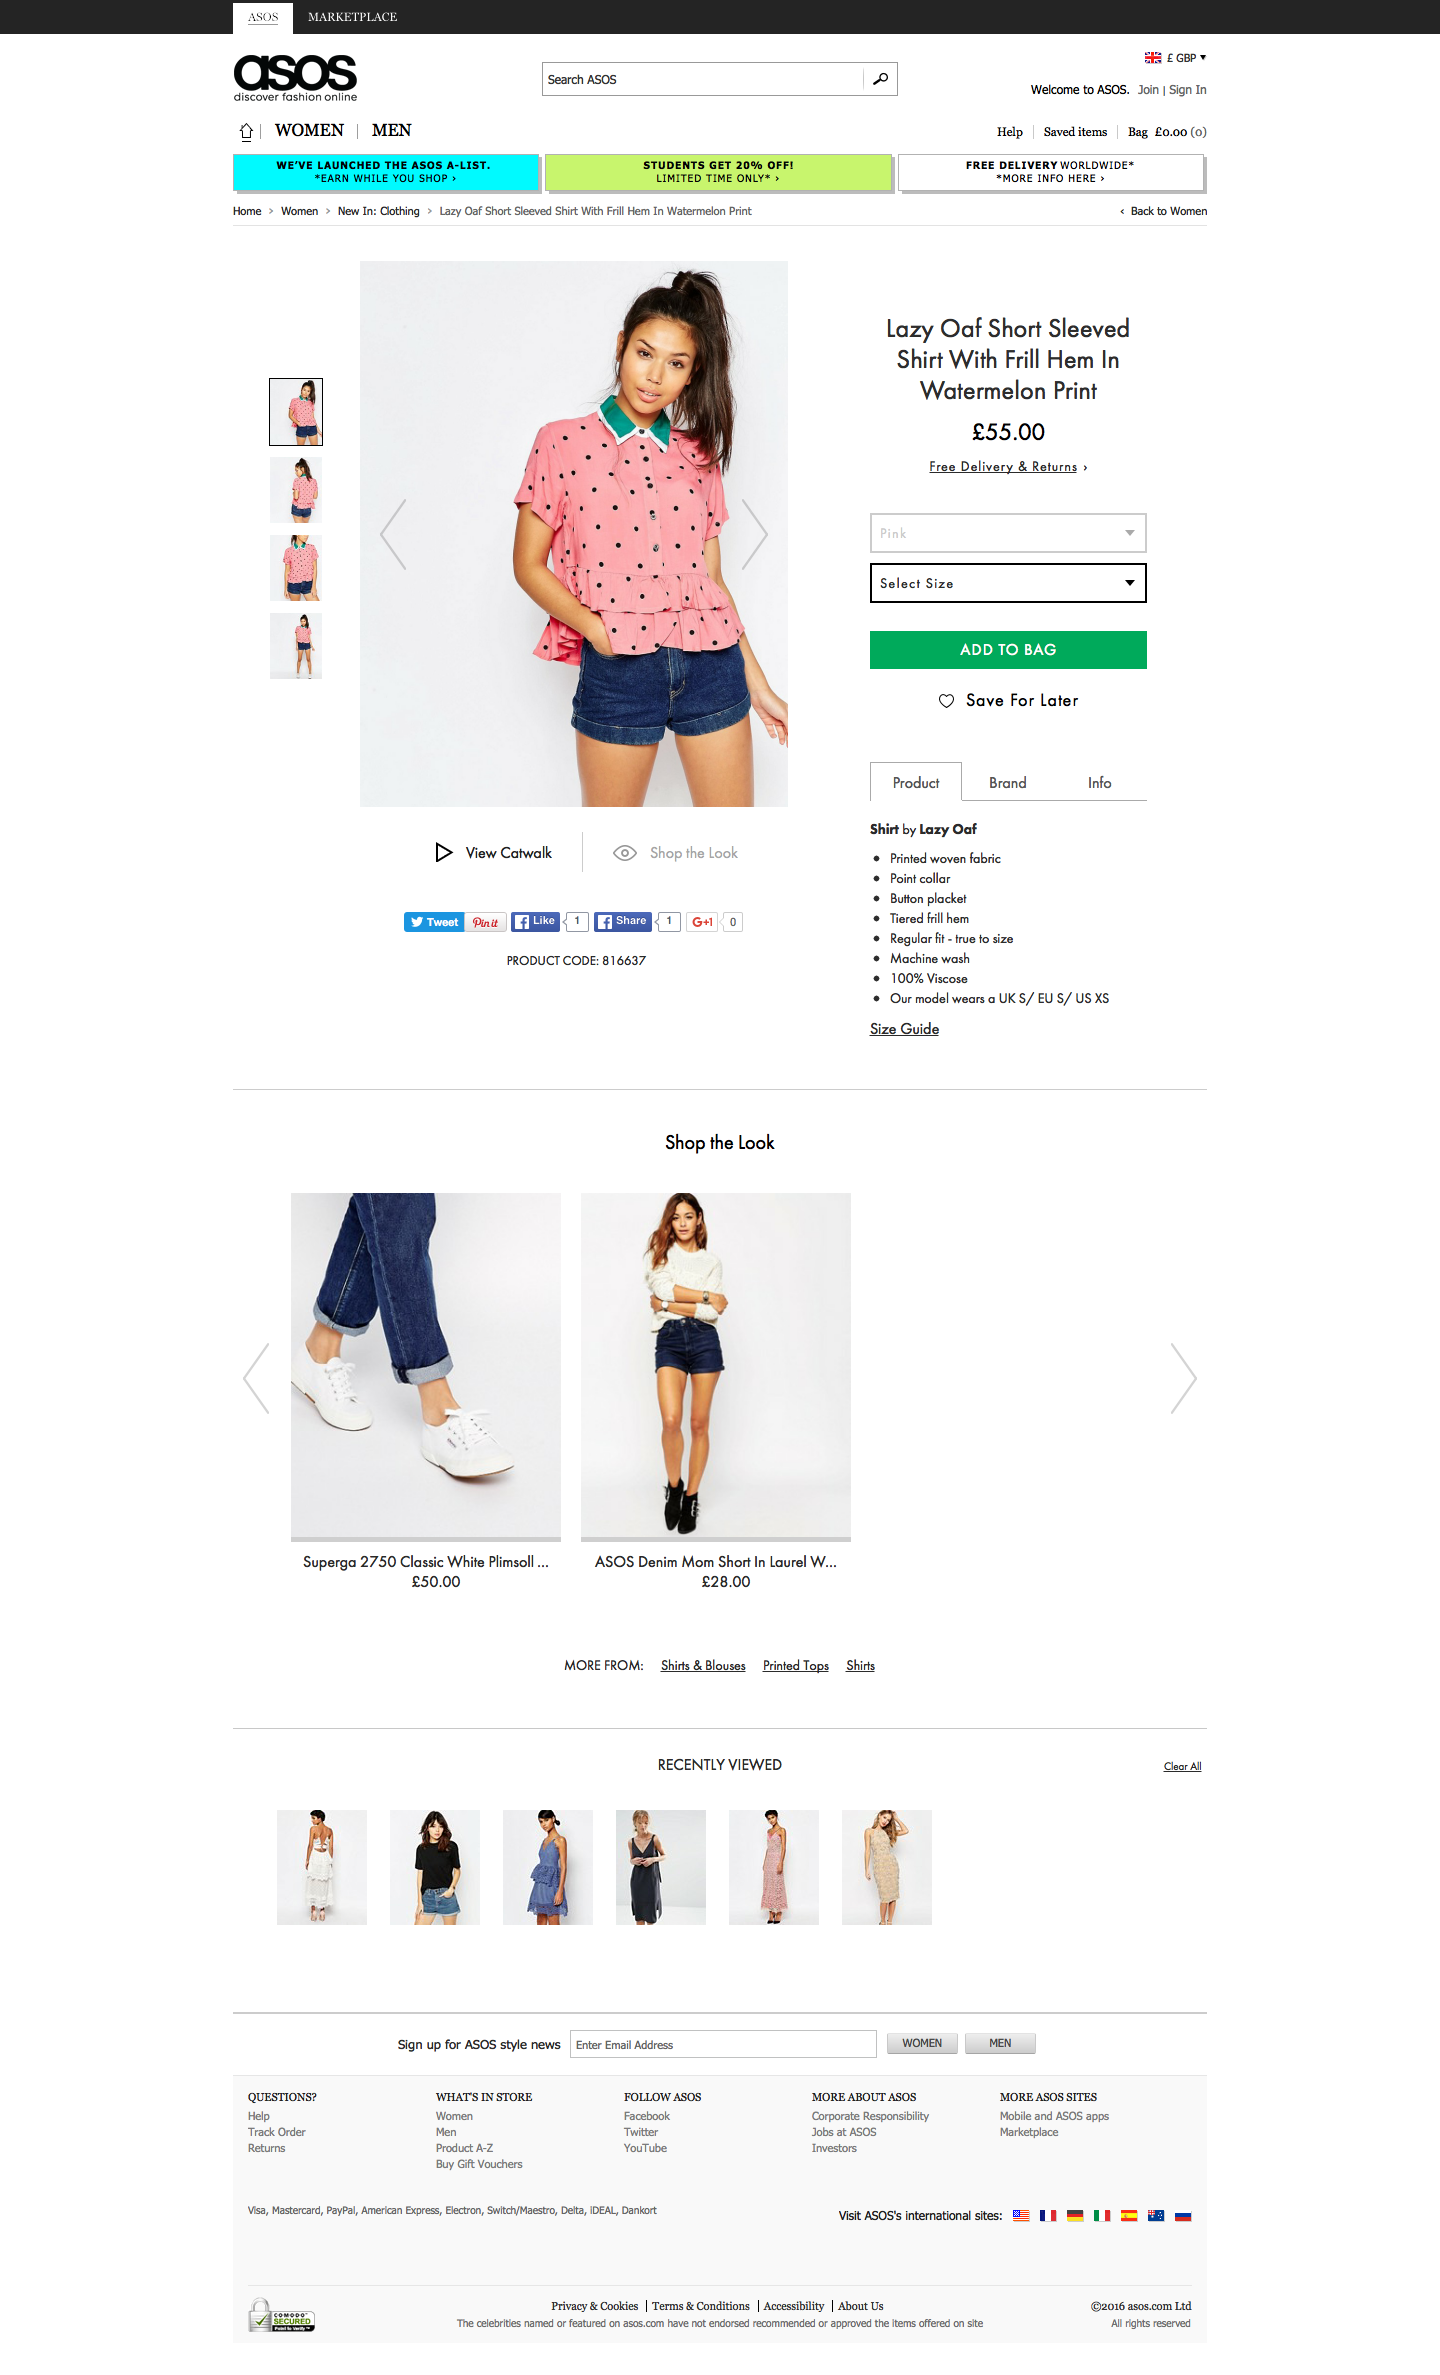 ASOS MARKETPLACE
asos
discover fashion online
Search ASOS
£ GBP
Welcome to ASOS. Join | Sign In
WOMEN MEN
Help Saved items Bag £0.00 (0)
WE'VE LAUNCHED THE ASOS A-LIST.
*EARN WHILE YOU SHOP ›
STUDENTS GET 20% OFF!
LIMITED TIME ONLY* ›
FREE DELIVERY WORLDWIDE*
*MORE INFO HERE ›
Home › Women › New In: Clothing › Lazy Oaf Short Sleeved Shirt With Frill Hem In Watermelon Print
‹ Back to Women
Lazy Oaf Short Sleeved
Shirt With Frill Hem In
Watermelon Print
£55.00
Free Delivery & Returns ›
Pink
Select Size
ADD TO BAG
Save For Later
Product Brand Info
Shirt by Lazy Oaf
Printed woven fabric
Point collar
Button placket
Tiered frill hem
Regular fit - true to size
Machine wash
100% Viscose
Our model wears a UK S/ EU S/ US XS
Size Guide
View Catwalk Shop the Look
Tweet Pin it Like 1 Share 1 G+1 0
PRODUCT CODE: 816637
Shop the Look
Superga 2750 Classic White Plimsoll ...
£50.00
ASOS Denim Mom Short In Laurel W...
£28.00
MORE FROM: Shirts & Blouses Printed Tops Shirts
RECENTLY VIEWED
Clear All
Sign up for ASOS style news Enter Email Address WOMEN MEN
QUESTIONS?
Help
Track Order
Returns
WHAT'S IN STORE
Women
Men
Product A-Z
Buy Gift Vouchers
FOLLOW ASOS
Facebook
Twitter
YouTube
MORE ABOUT ASOS
Corporate Responsibility
Jobs at ASOS
Investors
MORE ASOS SITES
Mobile and ASOS apps
Marketplace
Visa, Mastercard, PayPal, American Express, Electron, Switch/Maestro, Delta, iDEAL, Dankort
Visit ASOS's international sites:
COMODO
SECURED
Point to Verify™
Privacy & Cookies | Terms & Conditions | Accessibility | About Us
The celebrities named or featured on asos.com have not endorsed recommended or approved the items offered on site
©2016 asos.com Ltd
All rights reserved